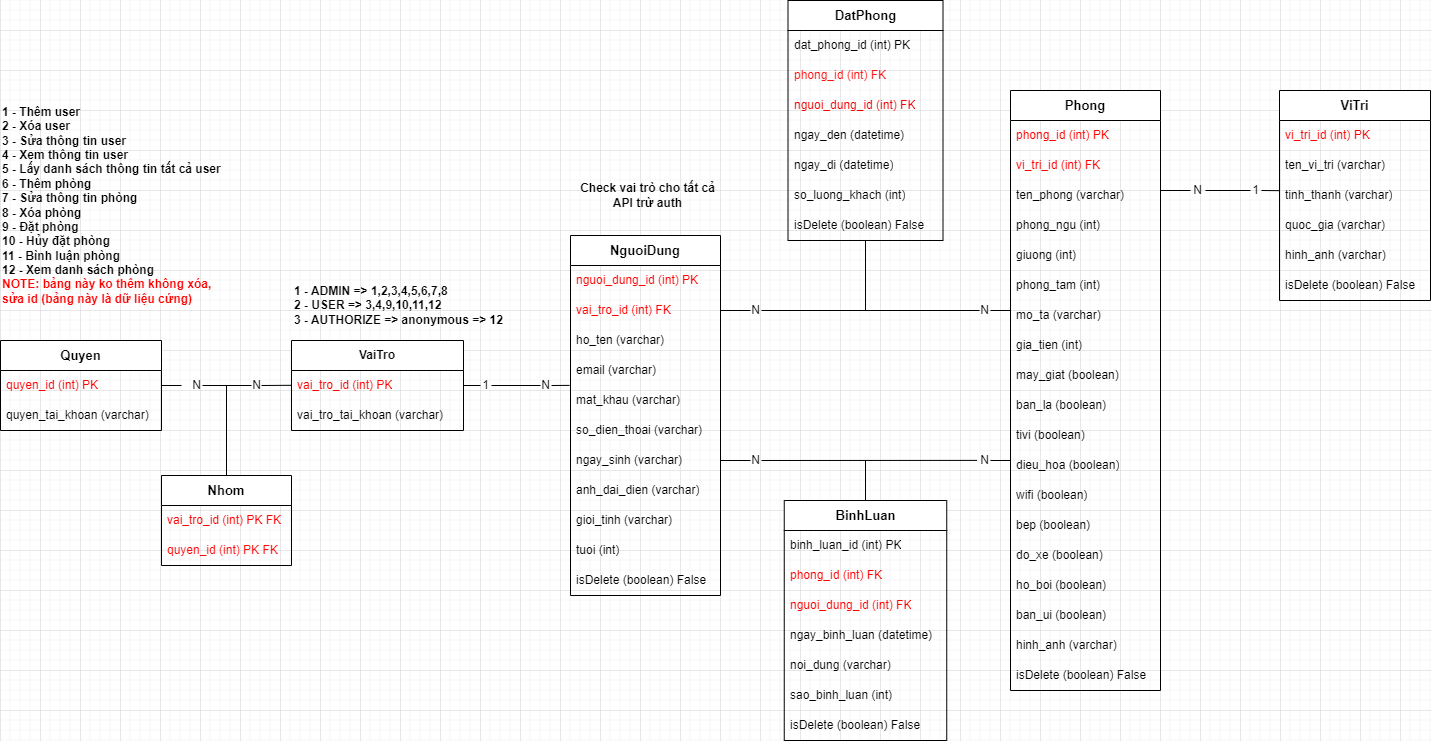 1 - Thêm user
2 - Xóa user
3 - Sửa thông tin user
4 - Xem thông tin user
5 - Lấy danh sách thông tin tất cả user
6 - Thêm phòng
7 - Sửa thông tin phòng
8 - Xóa phòng
9 - Đặt phòng
10 - Hủy đặt phòng
11 - Bình luận phòng
12 - Xem danh sách phòng
NOTE: bảng này ko thêm không xóa,
sửa id (bảng này là dữ liệu cứng)
Quyen
quyen_id (int) PK
quyen_tai_khoan (varchar)
N
N
Nhom
vai_tro_id (int) PK FK
quyen_id (int) PK FK
1 - ADMIN => 1,2,3,4,5,6,7,8
2 - USER => 3,4,9,10,11,12
3 - AUTHORIZE => anonymous => 12
VaiTro
vai_tro_id (int) PK
vai_tro_tai_khoan (varchar)
1
N
Check vai trò cho tất cả
API trừ auth
NguoiDung
nguoi_dung_id (int) PK
vai_tro_id (int) FK
ho_ten (varchar)
email (varchar)
mat_khau (varchar)
so_dien_thoai (varchar)
ngay_sinh (varchar)
anh_dai_dien (varchar)
gioi_tinh (varchar)
tuoi (int)
isDelete (boolean) False
DatPhong
dat_phong_id (int) PK
phong_id (int) FK
nguoi_dung_id (int) FK
ngay_den (datetime)
ngay_di (datetime)
so_luong_khach (int)
isDelete (boolean) False
N
N
N
N
BinhLuan
binh_luan_id (int) PK
phong_id (int) FK
nguoi_dung_id (int) FK
ngay_binh_luan (datetime)
noi_dung (varchar)
sao_binh_luan (int)
isDelete (boolean) False
Phong
phong_id (int) PK
vi_tri_id (int) FK
ten_phong (varchar)
phong_ngu (int)
giuong (int)
phong_tam (int)
mo_ta (varchar)
gia_tien (int)
may_giat (boolean)
ban_la (boolean)
tivi (boolean)
dieu_hoa (boolean)
wifi (boolean)
bep (boolean)
do_xe (boolean)
ho_boi (boolean)
ban_ui (boolean)
hinh_anh (varchar)
isDelete (boolean) False
N
1
ViTri
vi_tri_id (int) PK
ten_vi_tri (varchar)
tinh_thanh (varchar)
quoc_gia (varchar)
hinh_anh (varchar)
isDelete (boolean) False